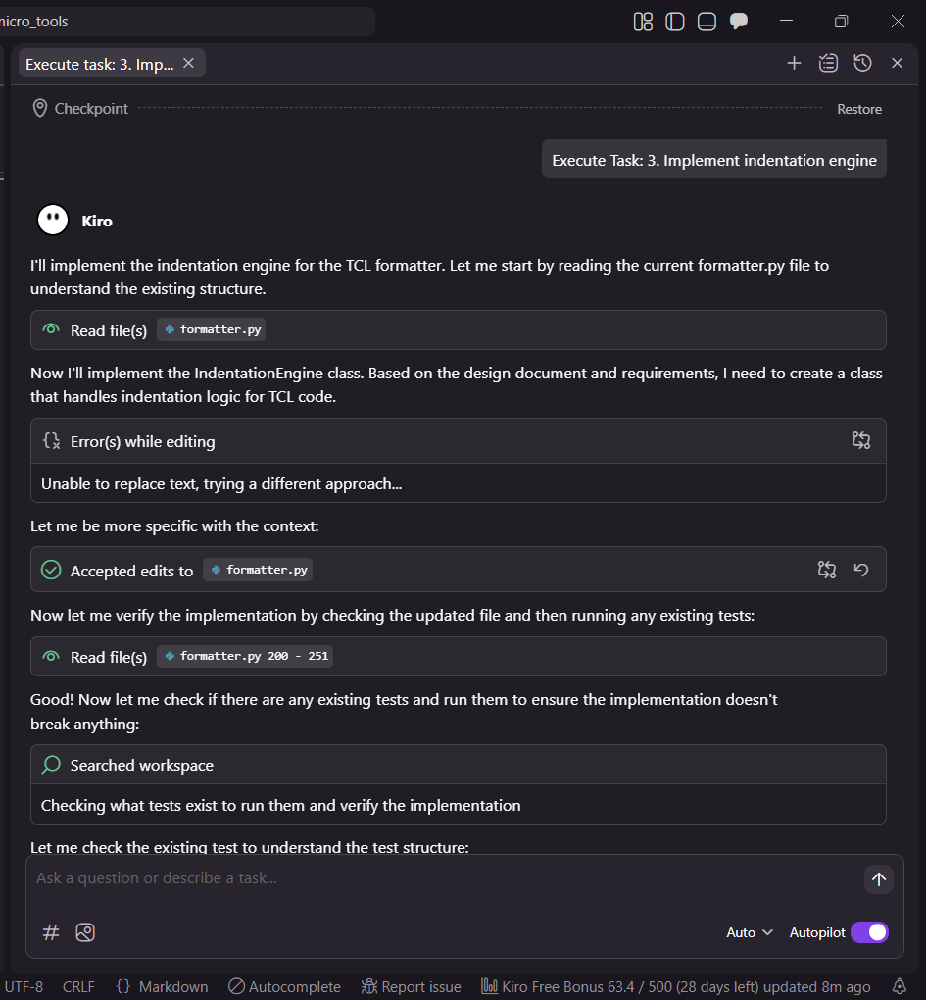 micro_tools
Execute task: 3. Imp...
Checkpoint
Restore
Execute Task: 3. Implement indentation engine
Kiro
I'll implement the indentation engine for the TCL formatter. Let me start by reading the current formatter.py file to
understand the existing structure.
Read file(s) formatter.py
Now I'll implement the IndentationEngine class. Based on the design document and requirements, I need to create a class
that handles indentation logic for TCL code.
Error(s) while editing
Unable to replace text, trying a different approach...
Let me be more specific with the context:
Accepted edits to formatter.py
Now let me verify the implementation by checking the updated file and then running any existing tests:
Read file(s) formatter.py 200 - 251
Good! Now let me check if there are any existing tests and run them to ensure the implementation doesn't
break anything:
Searched workspace
Checking what tests exist to run them and verify the implementation
Let me check the existing test to understand the test structure:
Ask a question or describe a task...
# Auto Autopilot
UTF-8 CRLF {} Markdown Autocomplete Report issue Kiro Free Bonus 63.4 / 500 (28 days left) updated 8m ago